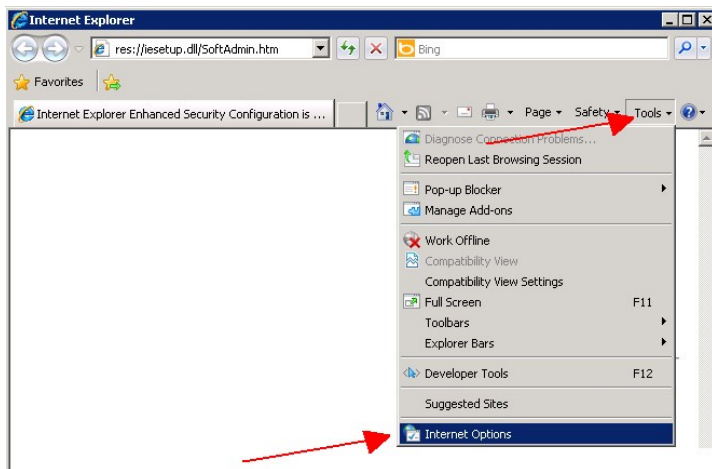 Internet Explorer
res://iesetup.dll/SoftAdmin.htm
Bing
Favorites
Internet Explorer Enhanced Security Configuration is ...
Page
Safety
Tools
Diagnose Connection Problems...
Reopen Last Browsing Session
Pop-up Blocker
Manage Add-ons
Work Offline
Compatibility View
Compatibility View Settings
Full Screen F11
Toolbars
Explorer Bars
Developer Tools F12
Suggested Sites
Internet Options